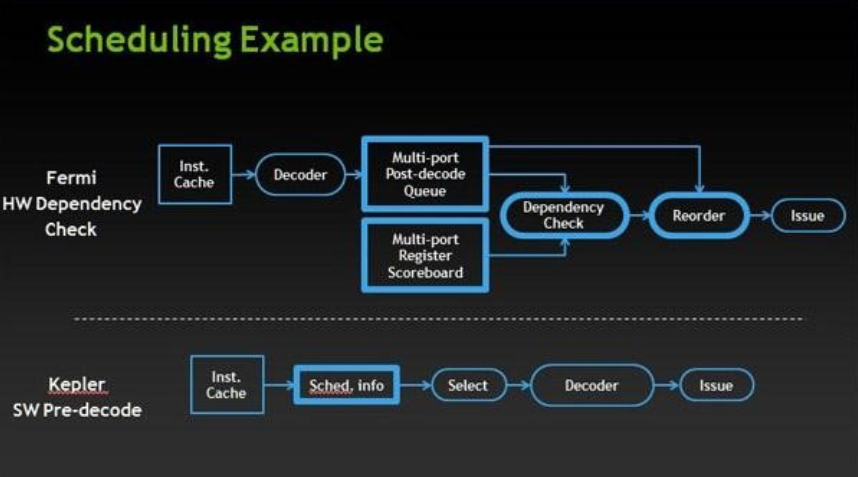 Scheduling Example
Fermi
HW Dependency
Check
Inst.
Cache
Decoder
Multi-port
Post-decode
Queue
Multi-port
Register
Scoreboard
Dependency
Check
Reorder
Issue
Kepler
SW Pre-decode
Inst.
Cache
Sched. info
Select
Decoder
Issue